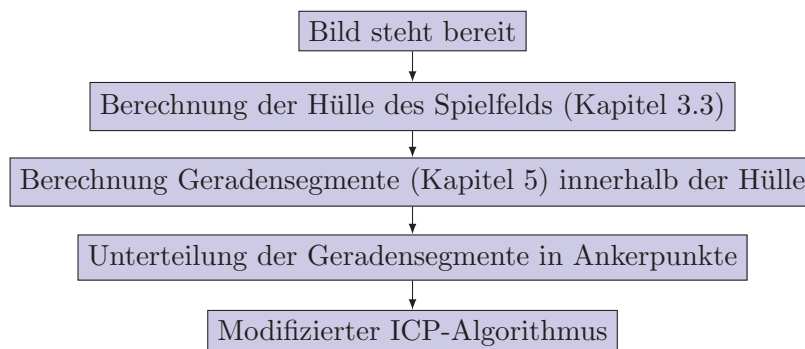 Bild steht bereit
Berechnung der Hülle des Spielfelds (Kapitel 3.3)
Berechnung Geradensegmente (Kapitel 5) innerhalb der Hülle
Unterteilung der Geradensegmente in Ankerpunkte
Modifizierter ICP-Algorithmus